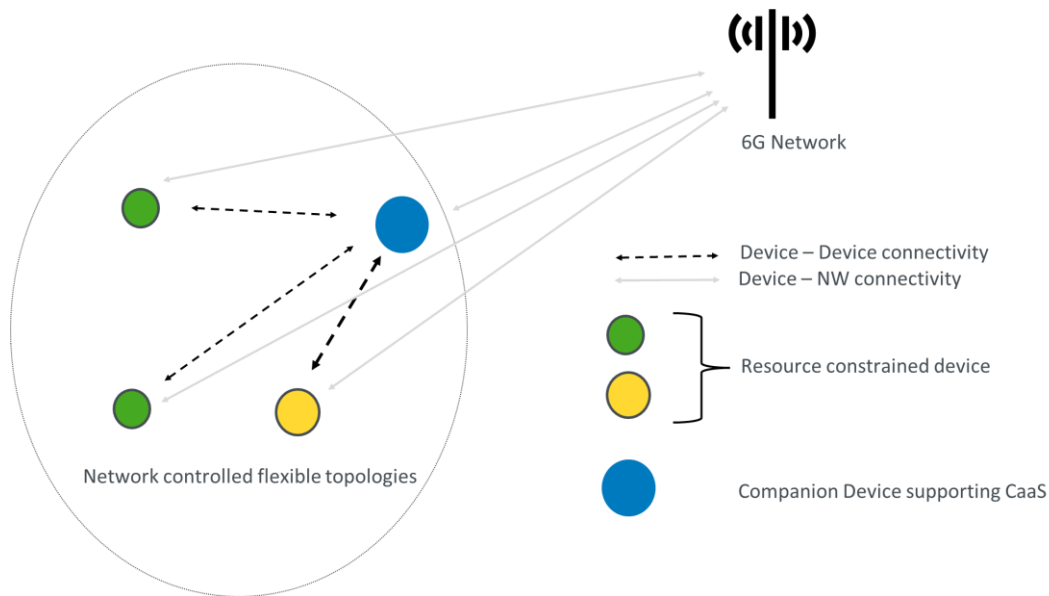 6G Network
Device – Device connectivity
Device – NW connectivity
Resource constrained device
Network controlled flexible topologies
Companion Device supporting CaaS